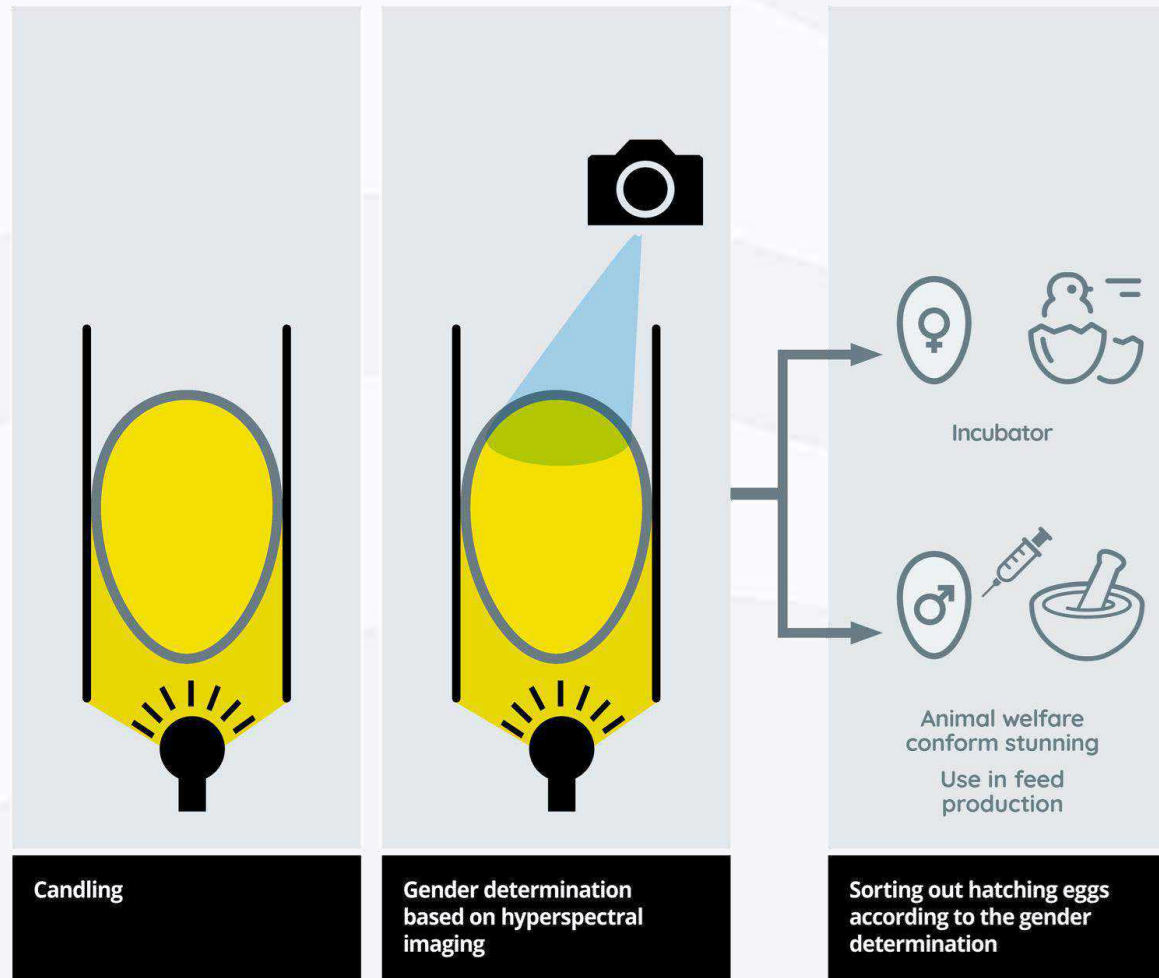 Incubator
Animal welfare
conform stunning
Use in feed
production
Candling
Gender determination
based on hyperspectral
imaging
Sorting out hatching eggs
according to the gender
determination